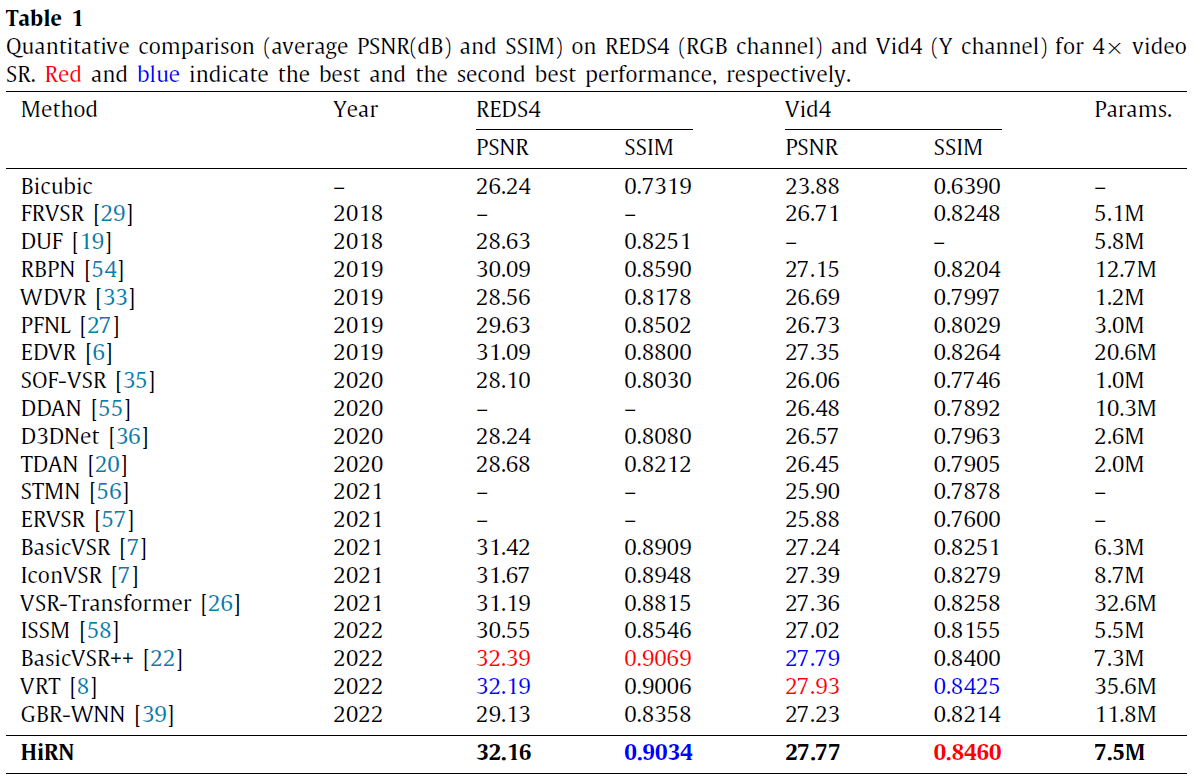 Table 1
Quantitative comparison (average PSNR(dB) and SSIM) on REDS4 (RGB channel) and Vid4 (Y channel) for 4× video
SR. Red and blue indicate the best and the second best performance, respectively.
Method Year REDS4 Vid4 Params.
PSNR SSIM PSNR SSIM
Bicubic – 26.24 0.7319 23.88 0.6390 –
FRVSR [29] 2018 – – 26.71 0.8248 5.1M
DUF [19] 2018 28.63 0.8251 – – 5.8M
RBPN [54] 2019 30.09 0.8590 27.15 0.8204 12.7M
WDVR [33] 2019 28.56 0.8178 26.69 0.7997 1.2M
PFNL [27] 2019 29.63 0.8502 26.73 0.8029 3.0M
EDVR [6] 2019 31.09 0.8800 27.35 0.8264 20.6M
SOF-VSR [35] 2020 28.10 0.8030 26.06 0.7746 1.0M
DDAN [55] 2020 – – 26.48 0.7892 10.3M
D3DNet [36] 2020 28.24 0.8080 26.57 0.7963 2.6M
TDAN [20] 2020 28.68 0.8212 26.45 0.7905 2.0M
STMN [56] 2021 – – 25.90 0.7878 –
ERVSR [57] 2021 – – 25.88 0.7600 –
BasicVSR [7] 2021 31.42 0.8909 27.24 0.8251 6.3M
IconVSR [7] 2021 31.67 0.8948 27.39 0.8279 8.7M
VSR-Transformer [26] 2021 31.19 0.8815 27.36 0.8258 32.6M
ISSM [58] 2022 30.55 0.8546 27.02 0.8155 5.5M
BasicVSR++ [22] 2022 32.39 0.9069 27.79 0.8400 7.3M
VRT [8] 2022 32.19 0.9006 27.93 0.8425 35.6M
GBR-WNN [39] 2022 29.13 0.8358 27.23 0.8214 11.8M
HiRN 32.16 0.9034 27.77 0.8460 7.5M